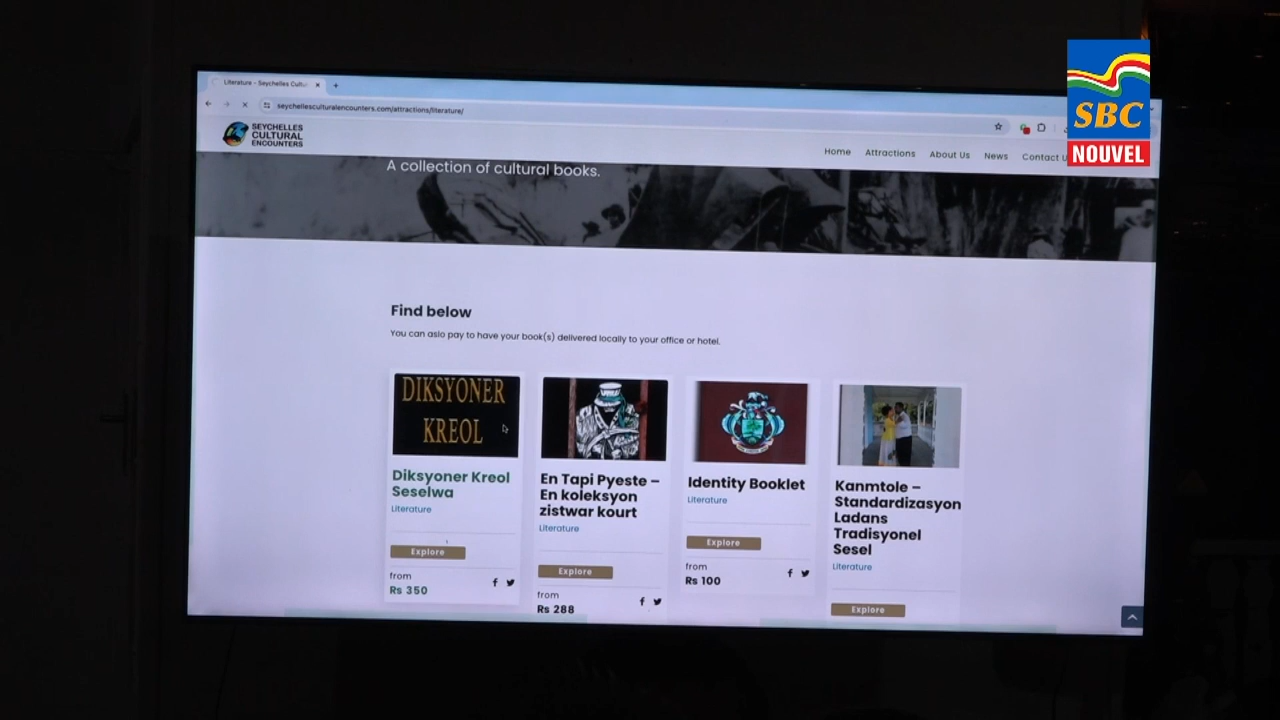 Literature - Seychelles Cultur
seychellesculturalencounters.com/attractions/literature/
SBC
NOUVEL
SEYCHELLES
CULTURAL
ENCOUNTERS
Home
Attractions
About Us
News
Contact U
A collection of cultural books.
Find below
You can aslo pay to have your book(s) delivered locally to your office or hotel.
DIKSYONER
KREOL
Diksyoner Kreol
Seselwa
Literature
Explore
from
Rs 350
En Tapi Pyeste –
En koleksyon
zistwar kourt
Literature
Explore
from
Rs 288
Identity Booklet
Literature
Explore
from
Rs 100
Kanmtole –
Standardizasyon
Ladans
Tradisyonel
Sesel
Literature
Explore